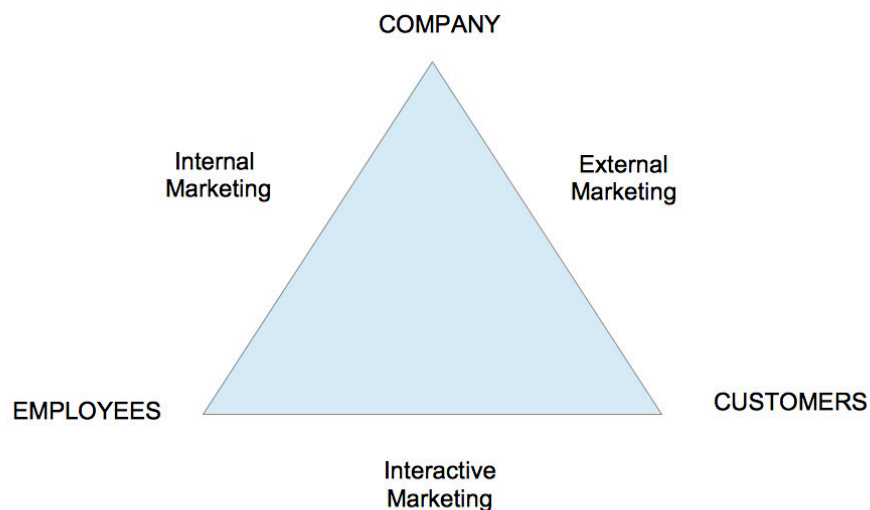 COMPANY
Internal
Marketing
External
Marketing
EMPLOYEES
CUSTOMERS
Interactive
Marketing